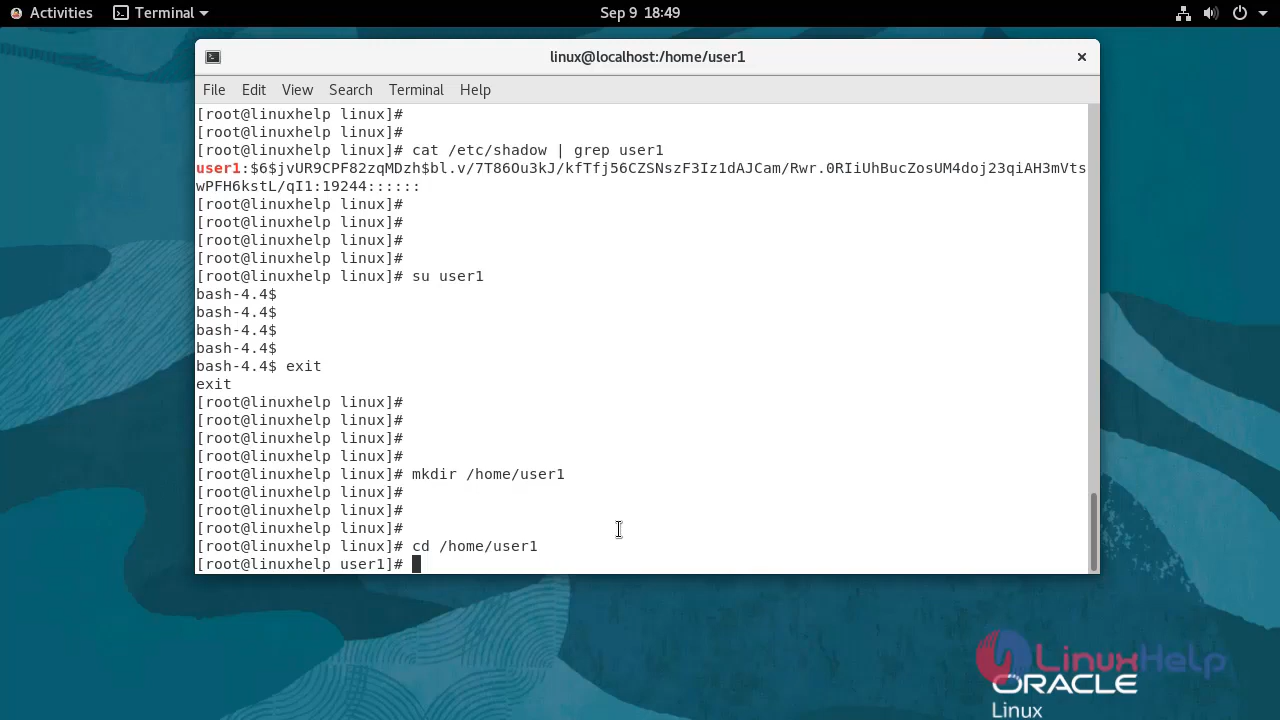 Activities Terminal Sep 9 18:49
linux@localhost:/home/user1
File Edit View Search Terminal Help
[root@linuxhelp linux]#
[root@linuxhelp linux]#
[root@linuxhelp linux]# cat /etc/shadow | grep user1
user1:$6$jvUR9CPF82zqMDzh$bl.v/7T86Ou3kJ/kfTfj56CZSNszF3Iz1dAJCam/Rwr.0RIiUhBucZosUM4doj23qiAH3mVts
wPFH6kstL/qI1:19244::::::
[root@linuxhelp linux]#
[root@linuxhelp linux]#
[root@linuxhelp linux]#
[root@linuxhelp linux]#
[root@linuxhelp linux]# su user1
bash-4.4$
bash-4.4$
bash-4.4$
bash-4.4$
bash-4.4$ exit
exit
[root@linuxhelp linux]#
[root@linuxhelp linux]#
[root@linuxhelp linux]#
[root@linuxhelp linux]#
[root@linuxhelp linux]# mkdir /home/user1
[root@linuxhelp linux]#
[root@linuxhelp linux]#
[root@linuxhelp linux]#
[root@linuxhelp linux]# cd /home/user1
[root@linuxhelp user1]#
LinuxHelp
ORACLE
Linux